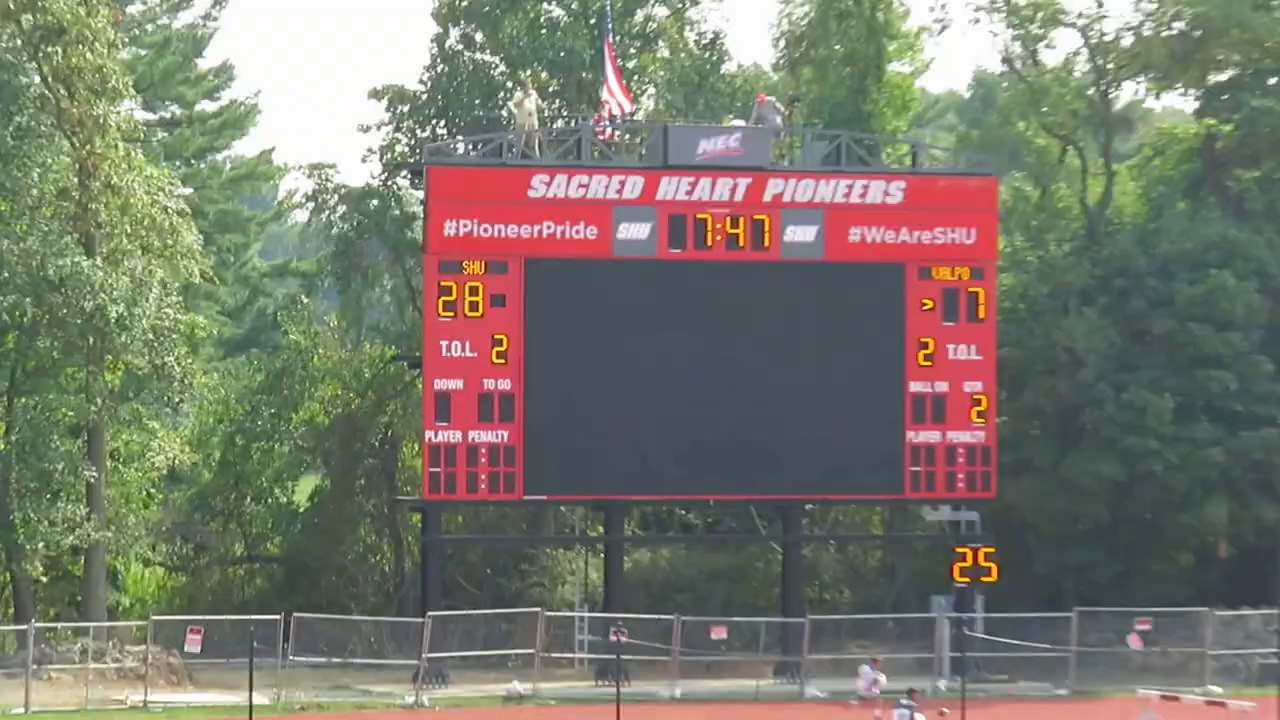 NEC
SACRED HEART PIONEERS
#PioneerPride SHU 7:47 SHU #WeAreSHU
SHU VALPO
28 > 7
T.O.L. 2 2 T.O.L.
DOWN TO GO BALL ON QTR
2
PLAYER PENALTY PLAYER PENALTY
25